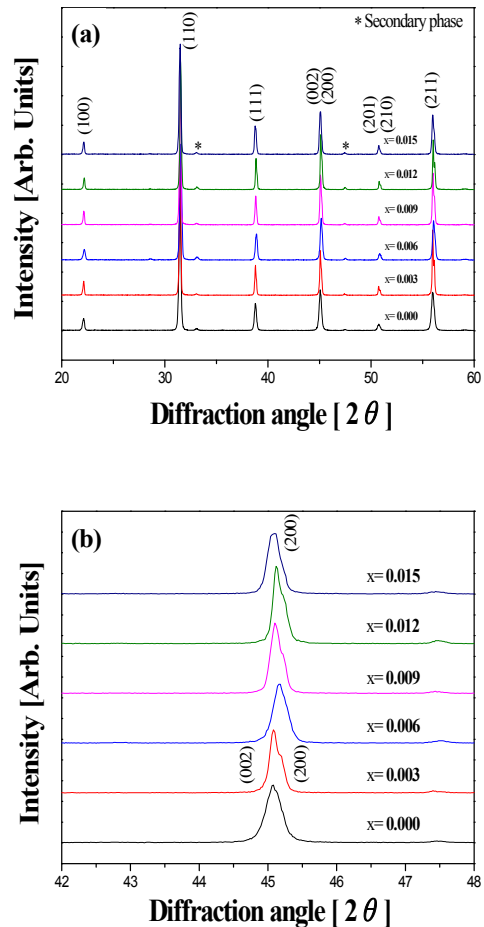 (a)
* Secondary phase
(100)
(110)
*
(111)
(002)
(200)
*
(201)
(210)
(211)
x= 0.015
x= 0.012
x= 0.009
x= 0.006
x= 0.003
x= 0.000
Intensity [Arb. Units]
20 30 40 50 60
Diffraction angle [ 2 θ ]
(b)
(200)
x= 0.015
x= 0.012
x= 0.009
x= 0.006
(002)
(200)
x= 0.003
x= 0.000
Intensity [Arb. Units]
42 43 44 45 46 47 48
Diffraction angle [ 2 θ ]